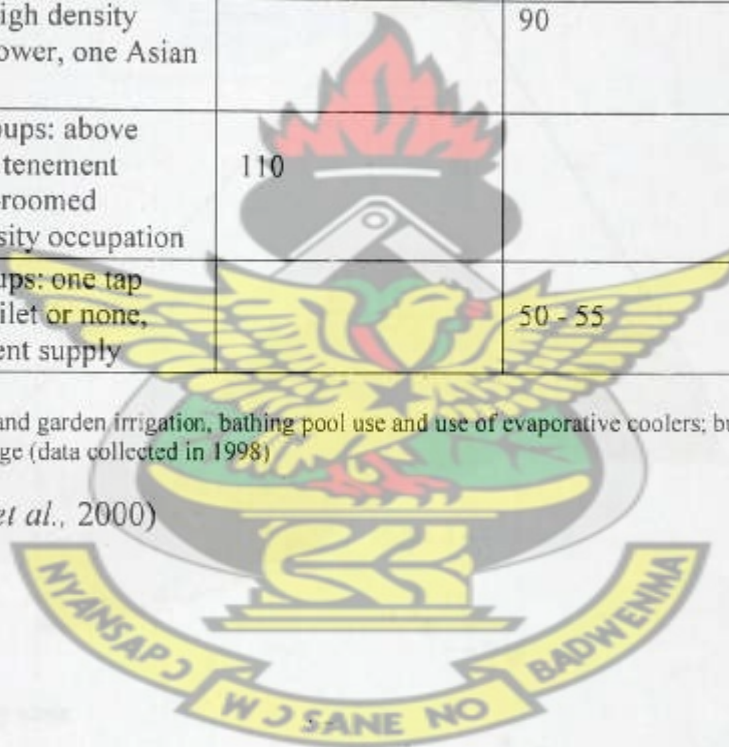 igh density 90
ower, one Asian
oups: above
tenement 110
roomed
sity occupation
ups: one tap
ilet or none, 50 - 55
ent supply
and garden irrigation, bathing pool use and use of evaporative coolers; bu
ge (data collected in 1998)
et al., 2000)
NYANSAPƆ WƆSANE NO BADWENMA